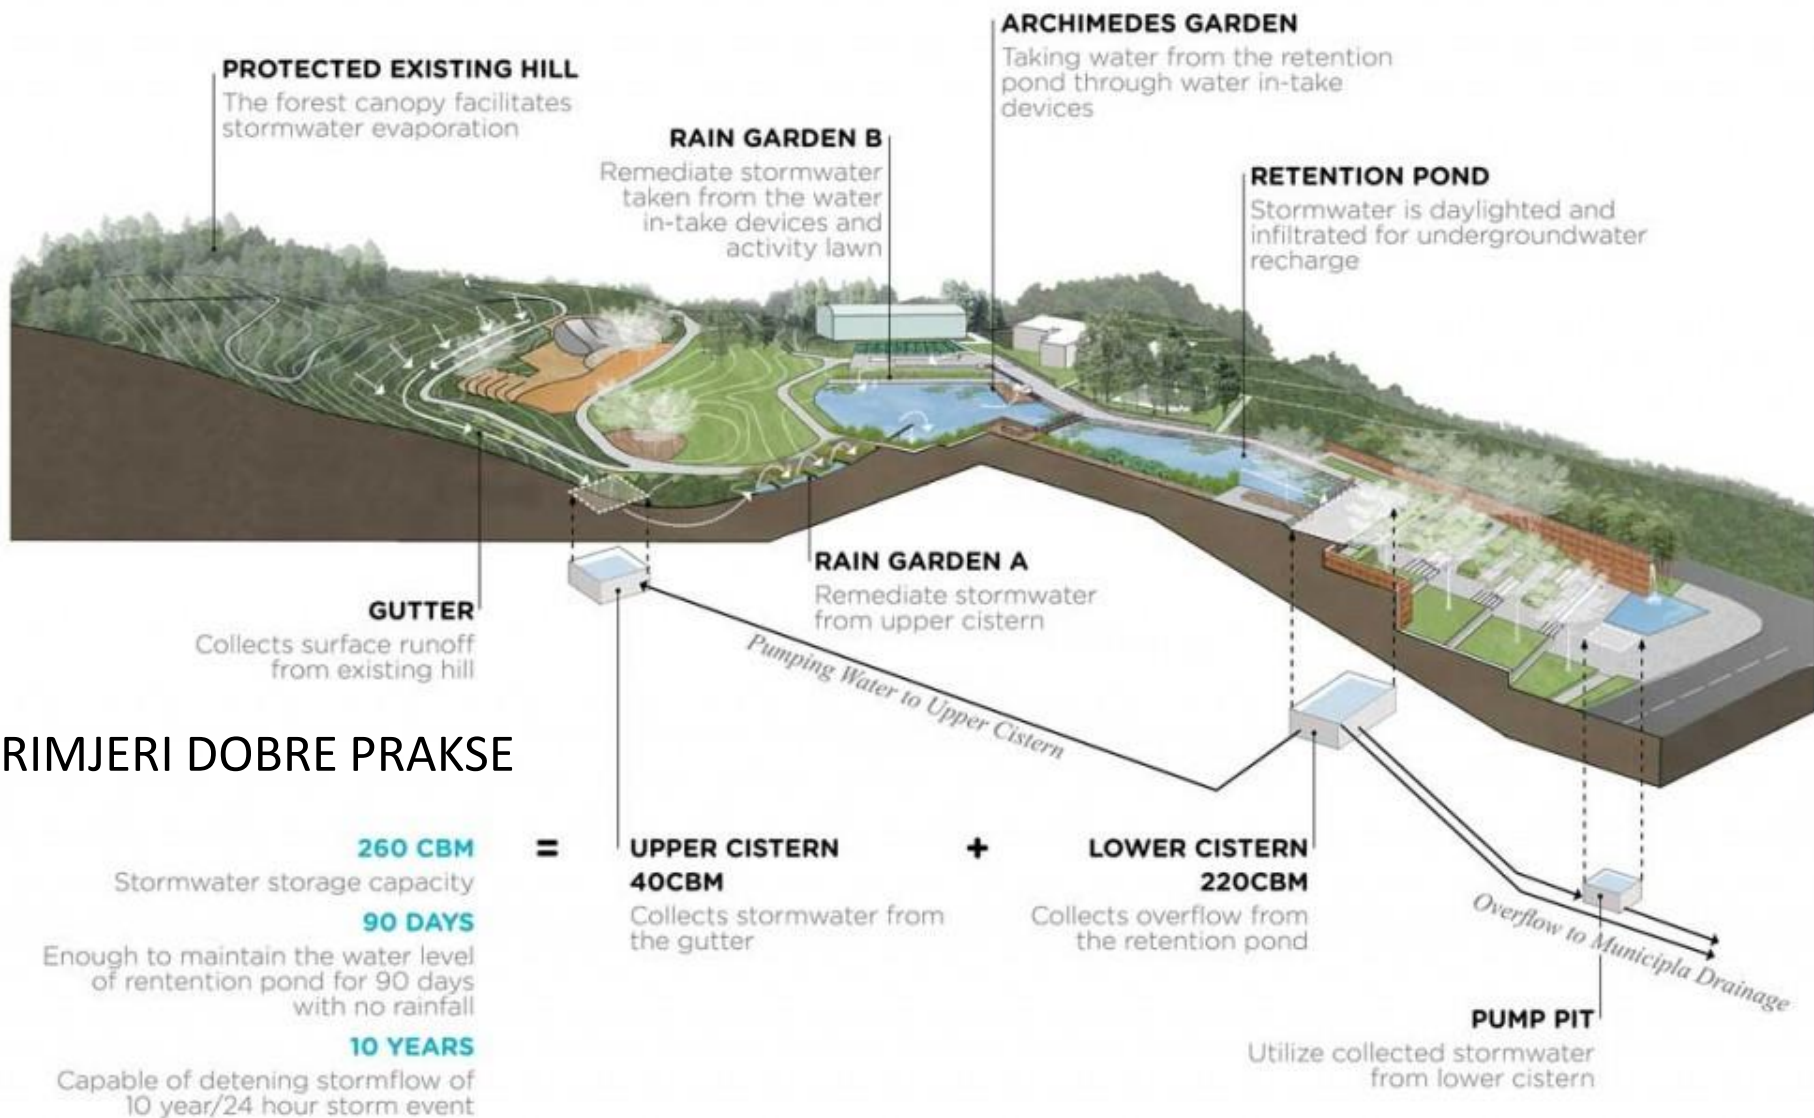 ARCHIMEDES GARDEN
Taking water from the retention
pond through water in-take
devices
PROTECTED EXISTING HILL
The forest canopy facilitates
stormwater evaporation
RAIN GARDEN B
Remediate stormwater
taken from the water
in-take devices and
activity lawn
RETENTION POND
Stormwater is daylighted and
infiltrated for undergroundwater
recharge
RAIN GARDEN A
Remediate stormwater
from upper cistern
GUTTER
Collects surface runoff
from existing hill
Pumping Water to Upper Cistern
RIMJERI DOBRE PRAKSE
260 CBM
Stormwater storage capacity
90 DAYS
Enough to maintain the water level
of rentention pond for 90 days
with no rainfall
10 YEARS
Capable of detening stormflow of
10 year/24 hour storm event
=
UPPER CISTERN
40CBM
Collects stormwater from
the gutter
+
LOWER CISTERN
220CBM
Collects overflow from
the retention pond
Overflow to Municipla Drainage
PUMP PIT
Utilize collected stormwater
from lower cistern